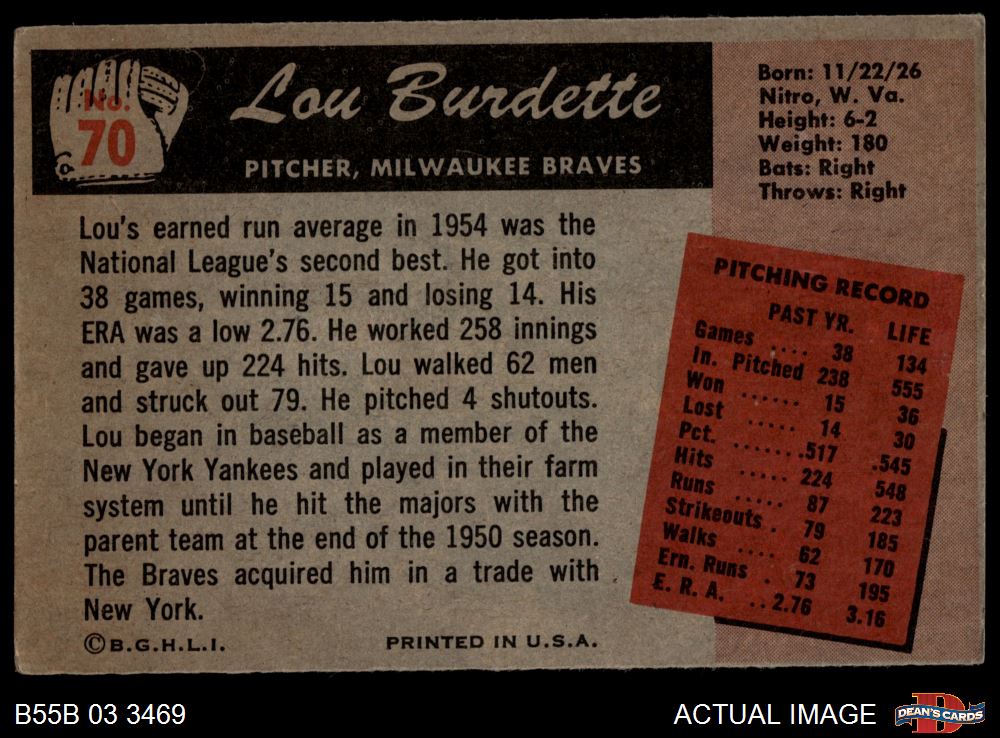 No.
70
Lou Burdette
PITCHER, MILWAUKEE BRAVES
Born: 11/22/26
Nitro, W. Va.
Height: 6-2
Weight: 180
Bats: Right
Throws: Right
Lou's earned run average in 1954 was the
National League's second best. He got into
38 games, winning 15 and losing 14. His
ERA was a low 2.76. He worked 258 innings
and gave up 224 hits. Lou walked 62 men
and struck out 79. He pitched 4 shutouts.
Lou began in baseball as a member of the
New York Yankees and played in their farm
system until he hit the majors with the
parent team at the end of the 1950 season.
The Braves acquired him in a trade with
New York.
©B.G.H.L.I.
PRINTED IN U.S.A.
PITCHING RECORD
PAST YR. LIFE
Games .... 38 134
In. Pitched 238 555
Won ...... 15 36
Lost ..... 14 30
Pct. .......517 .545
Hits ..... 224 548
Runs ..... 87 223
Strikeouts . 79 185
Walks .... 62 170
Ern. Runs . 73 195
E. R. A. ..2.76 3.16
B55B 03 3469
ACTUAL IMAGE
D
DEAN'S CARDS